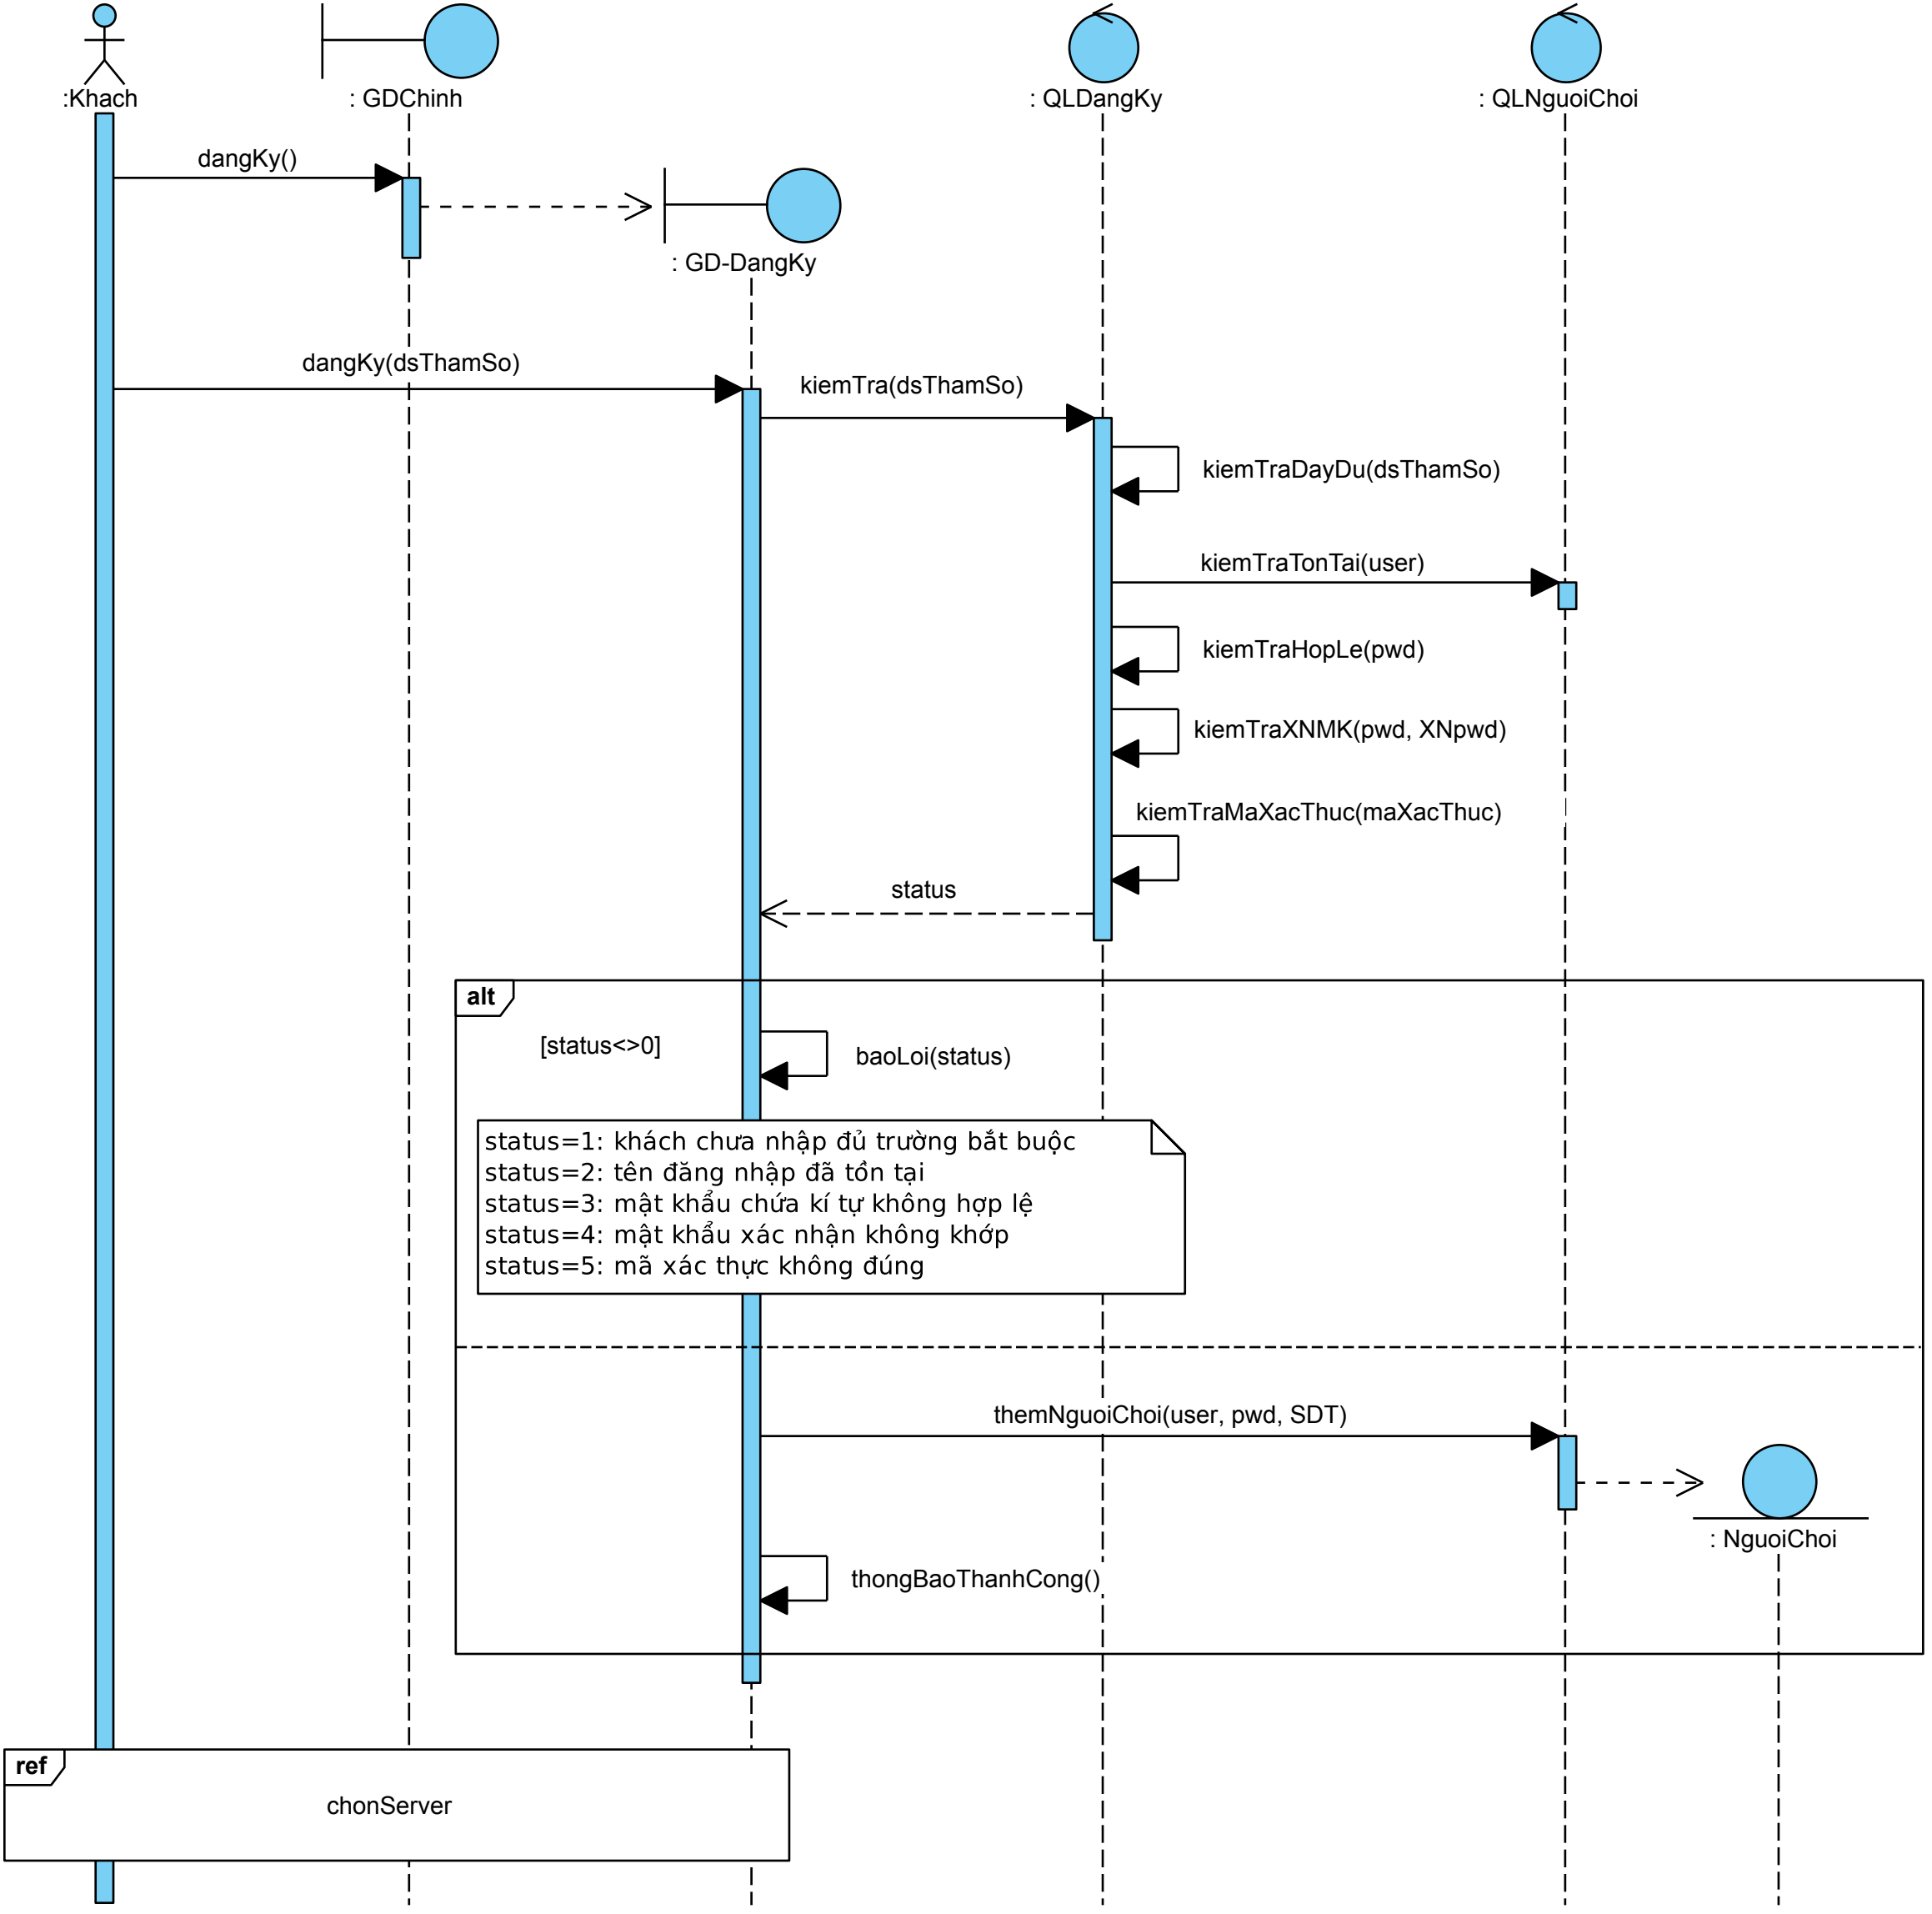 :Khach
: GDChinh
: QLDangKy
: QLNguoiChoi
dangKy()
: GD-DangKy
dangKy(dsThamSo)
kiemTra(dsThamSo)
kiemTraDayDu(dsThamSo)
kiemTraTonTai(user)
kiemTraHopLe(pwd)
kiemTraXNMK(pwd, XNpwd)
kiemTraMaXacThuc(maXacThuc)
status
alt
[status<>0]
baoLoi(status)
status=1: khách chưa nhập đủ trường bắt buộc
status=2: tên đăng nhập đã tồn tại
status=3: mật khẩu chứa kí tự không hợp lệ
status=4: mật khẩu xác nhận không khớp
status=5: mã xác thực không đúng
themNguoiChoi(user, pwd, SDT)
: NguoiChoi
thongBaoThanhCong()
ref
chonServer